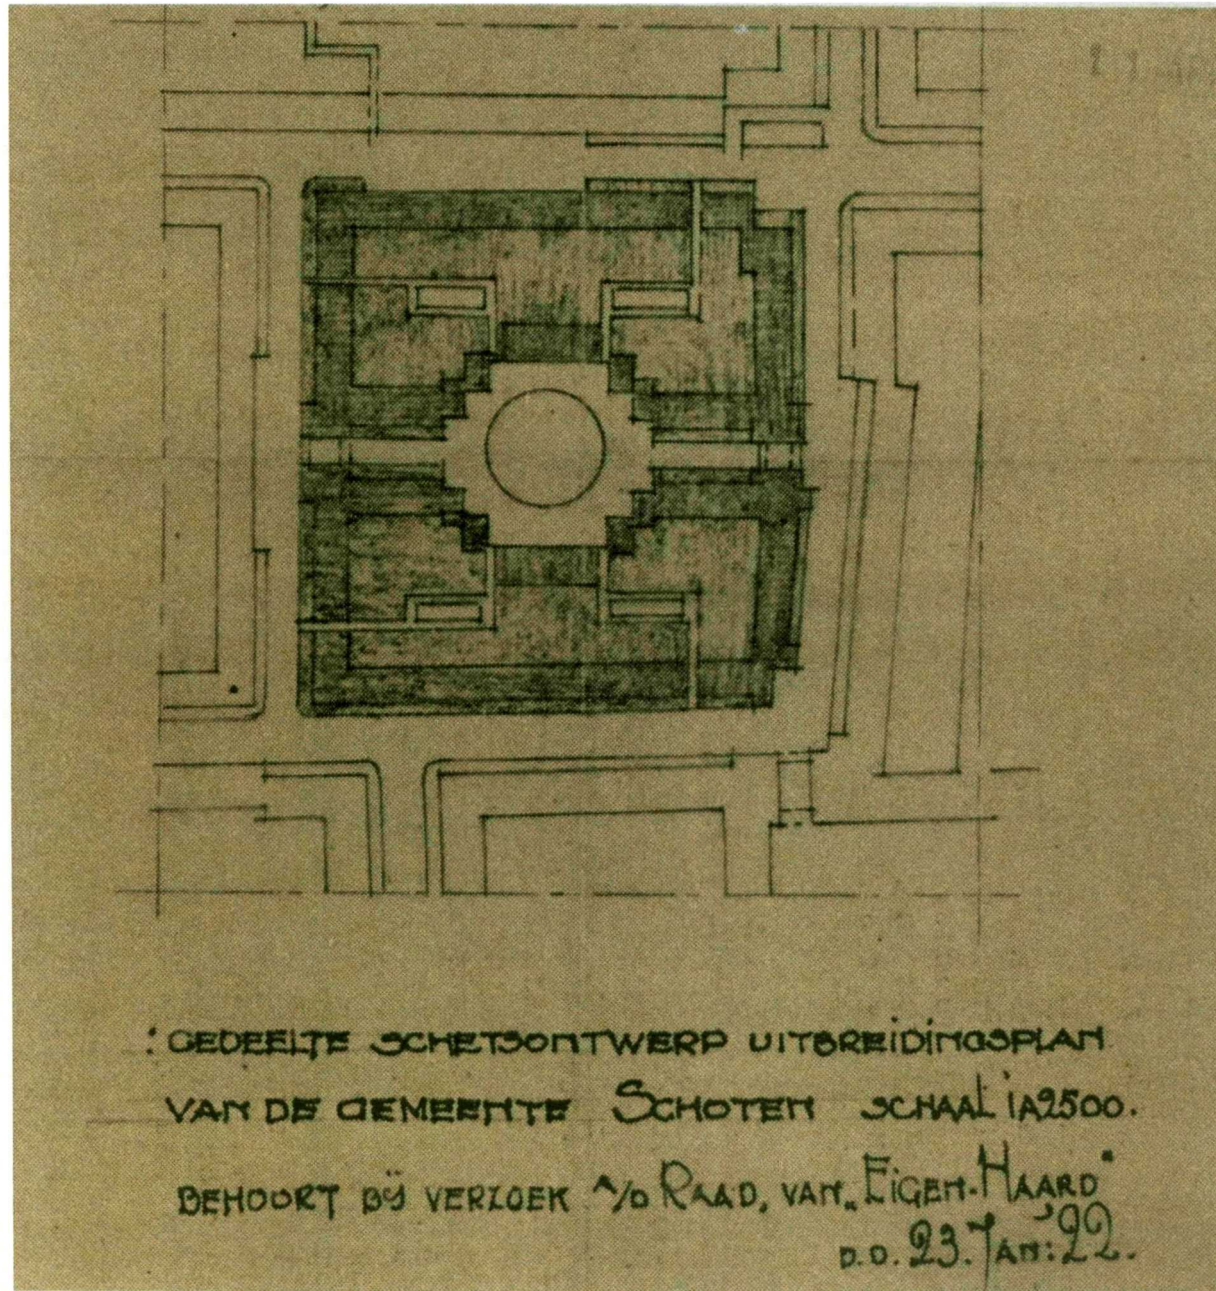 GEDEELTE SCHETSONTWERP UITBREIDINGSPLAN
VAN DE GEMEENTE SCHOTEN SCHAAL 1A2500.
BEHOORT BIJ VERZOEK A/D RAAD, VAN „EIGEN-HAARD"
D.D. 23. JAN: '22.